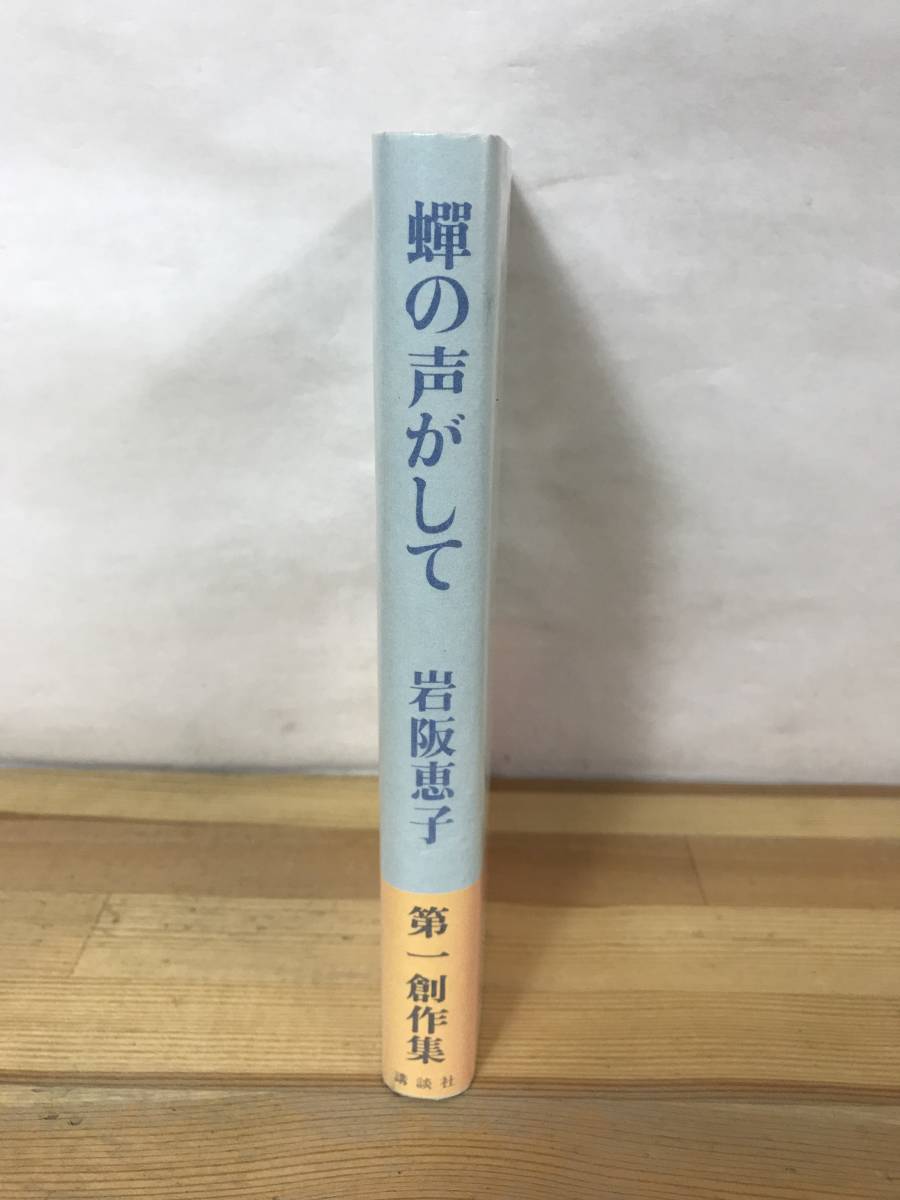 蟬の声がして
岩阪恵子
第一創作集
講談社